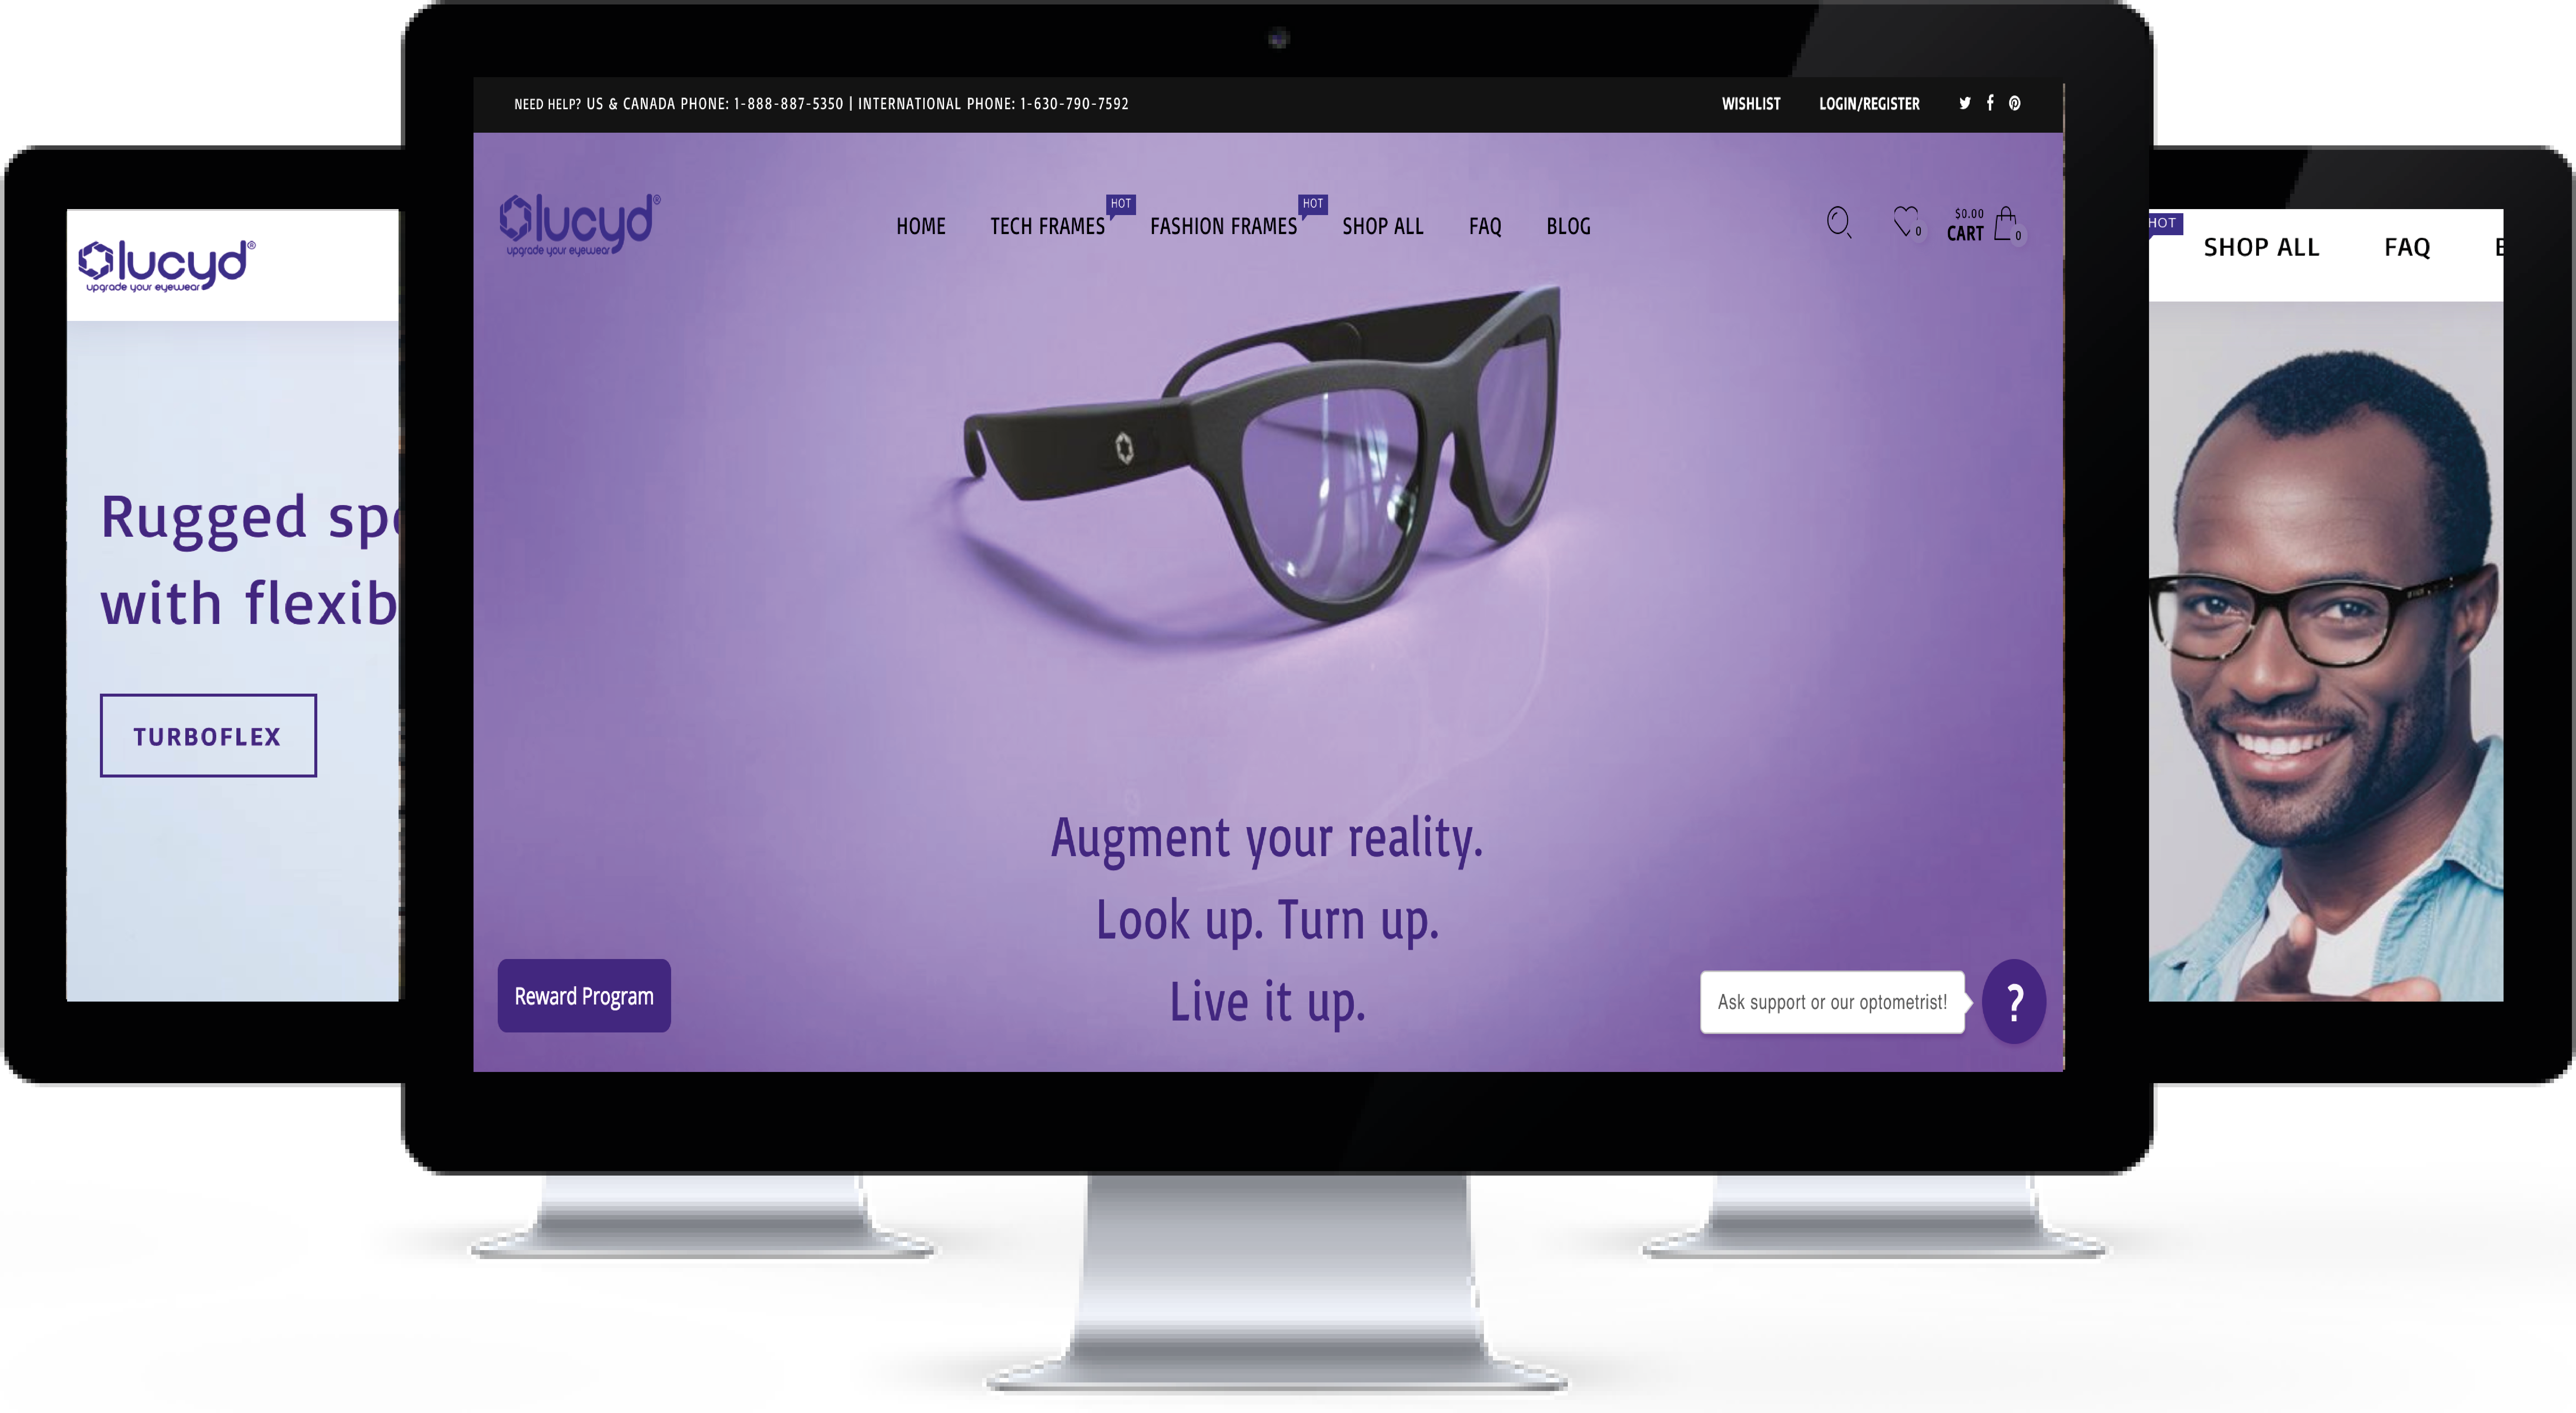 NEED HELP? US & CANADA PHONE: 1-888-887-5350 | INTERNATIONAL PHONE: 1-630-790-7592
WISHLIST LOGIN/REGISTER
lucyd®
upgrade your eyewear
HOME TECH FRAMES HOT FASHION FRAMES HOT SHOP ALL FAQ BLOG
0
$0.00
CART 0
Augment your reality.
Look up. Turn up.
Live it up.
Reward Program
Ask support or our optometrist!
?
lucyd®
upgrade your eyewear
Rugged
with
TURBOFLEX
HOT SHOP ALL FAQ